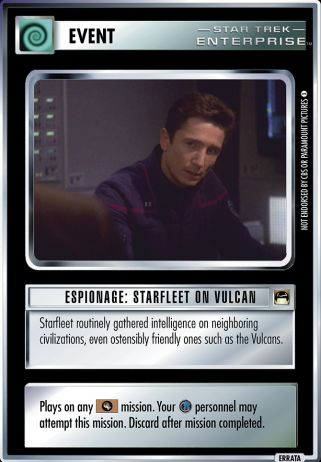 EVENT
STAR TREK
ENTERPRISE
NOT ENDORSED BY CBS OR PARAMOUNT PICTURES
ESPIONAGE: STARFLEET ON VULCAN
Starfleet routinely gathered intelligence on neighboring
civilizations, even ostensibly friendly ones such as the Vulcans.
Plays on any mission. Your personnel may
attempt this mission. Discard after mission completed.
ERRATA